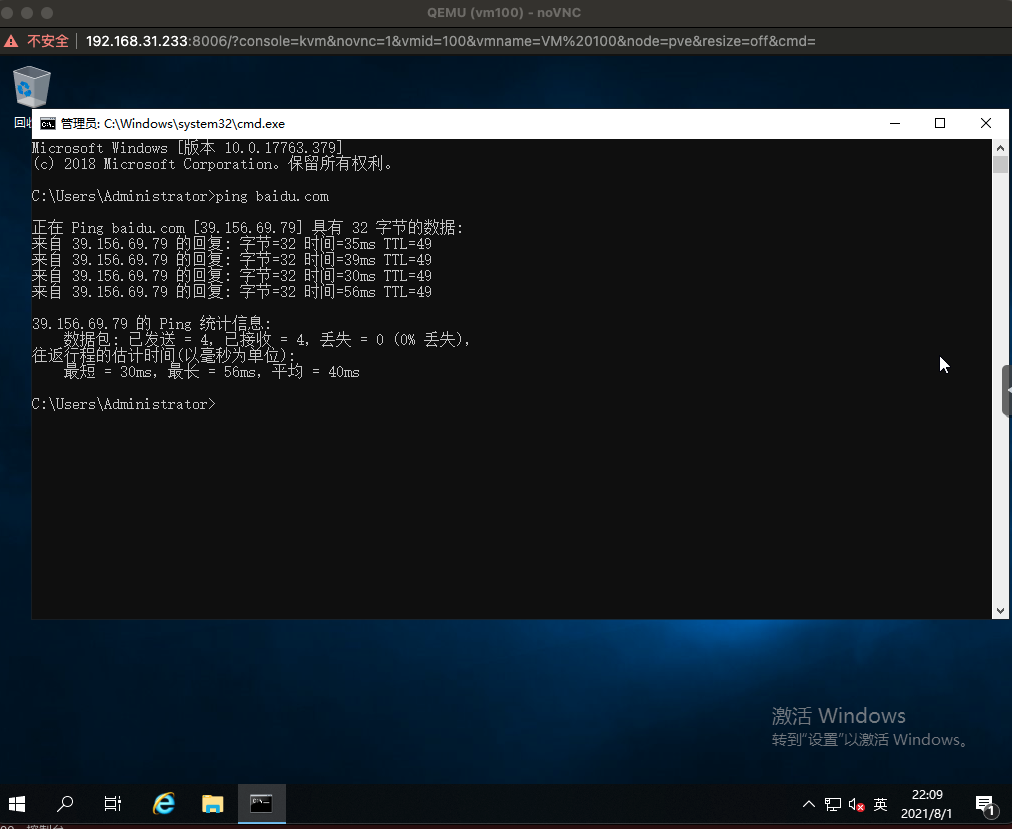 QEMU (vm100) - noVNC
不安全 192.168.31.233:8006/?console=kvm&novnc=1&vmid=100&vmname=VM%20100&node=pve&resize=off&cmd=
管理员: C:\Windows\system32\cmd.exe
Microsoft Windows [版本 10.0.17763.379]
(c) 2018 Microsoft Corporation。保留所有权利。
C:\Users\Administrator>ping baidu.com
正在 Ping baidu.com [39.156.69.79] 具有 32 字节的数据:
来自 39.156.69.79 的回复: 字节=32 时间=35ms TTL=49
来自 39.156.69.79 的回复: 字节=32 时间=39ms TTL=49
来自 39.156.69.79 的回复: 字节=32 时间=30ms TTL=49
来自 39.156.69.79 的回复: 字节=32 时间=56ms TTL=49
39.156.69.79 的 Ping 统计信息:
数据包: 已发送 = 4，已接收 = 4，丢失 = 0 (0% 丢失)，
往返行程的估计时间(以毫秒为单位):
最短 = 30ms，最长 = 56ms，平均 = 40ms
C:\Users\Administrator>
激活 Windows
转到"设置"以激活 Windows。
英
22:09
2021/8/1
1